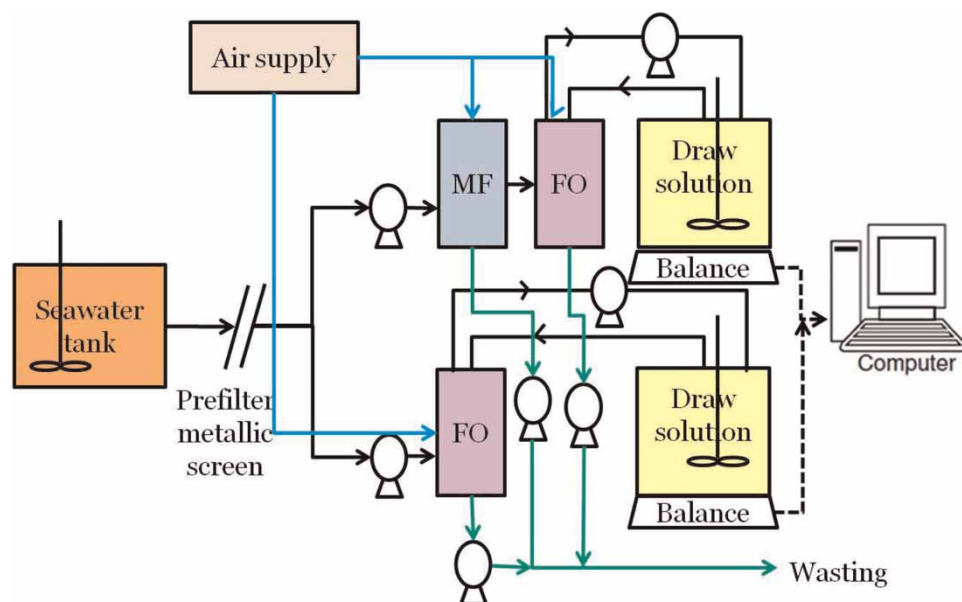 Air supply
MF
FO
Draw
solution
Balance
Seawater
tank
Prefilter
metallic
screen
FO
Draw
solution
Balance
Computer
Wasting